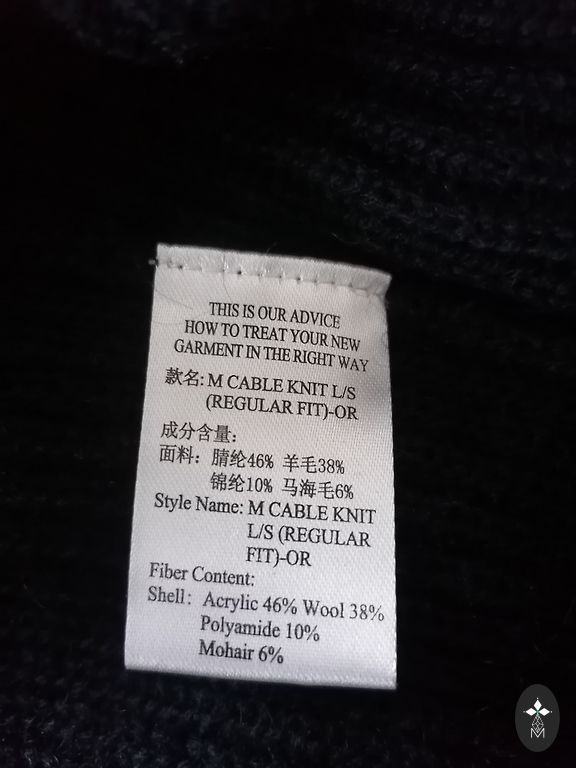 THIS IS OUR ADVICE
HOW TO TREAT YOUR NEW
GARMENT IN THE RIGHT WAY
款名: M CABLE KNIT L/S
(REGULAR FIT)-OR
成分含量:
面料: 腈纶46% 羊毛38%
锦纶10% 马海毛6%
Style Name: M CABLE KNIT
L/S (REGULAR
FIT)-OR
Fiber Content:
Shell: Acrylic 46% Wool 38%
Polyamide 10%
Mohair 6%
M